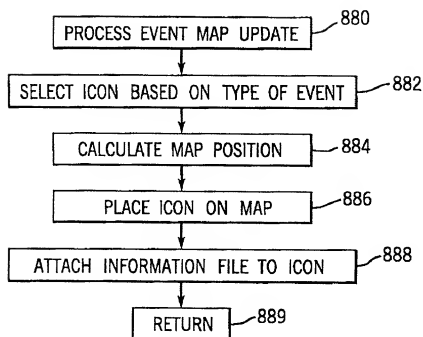 PROCESS EVENT MAP UPDATE 880
SELECT ICON BASED ON TYPE OF EVENT 882
CALCULATE MAP POSITION 884
PLACE ICON ON MAP 886
ATTACH INFORMATION FILE TO ICON 888
RETURN 889